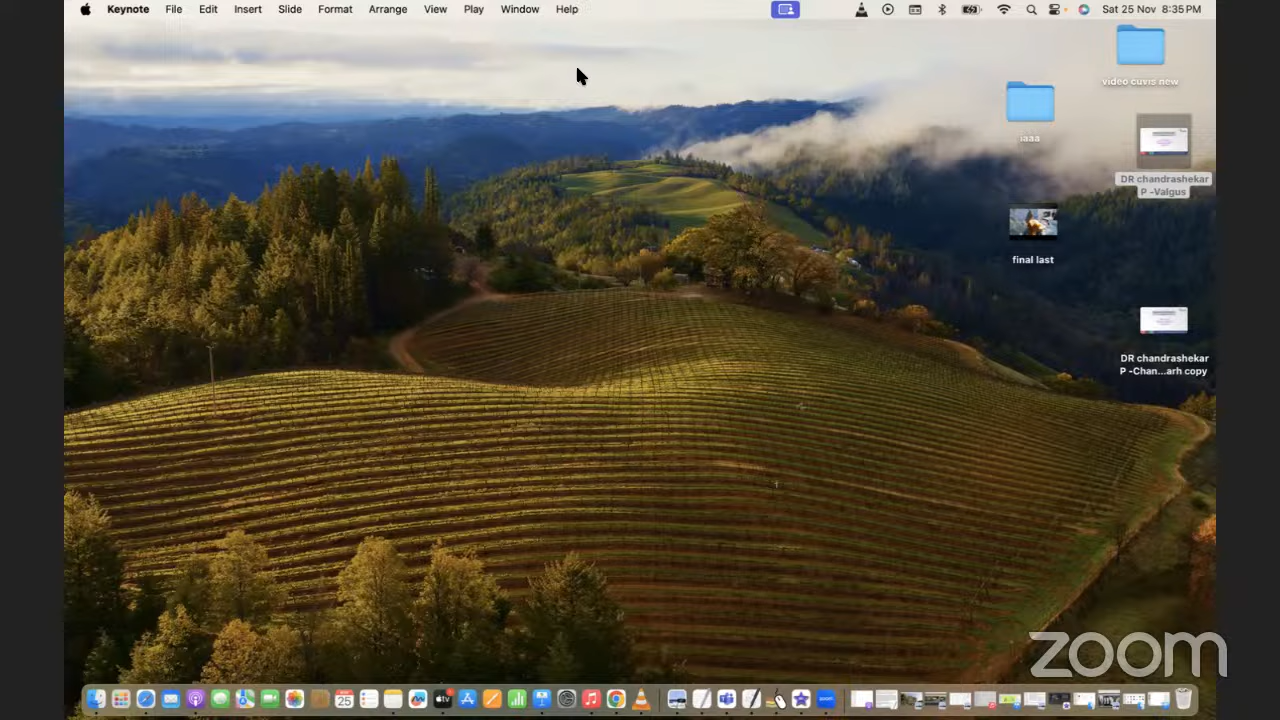 Keynote File Edit Insert Slide Format Arrange View Play Window Help Sat 25 Nov 8:35 PM
video cuvis new
iaaa
DR chandrashekar
P -Valgus
final last
DR chandrashekar
P -Chan...arh copy
25
zoom